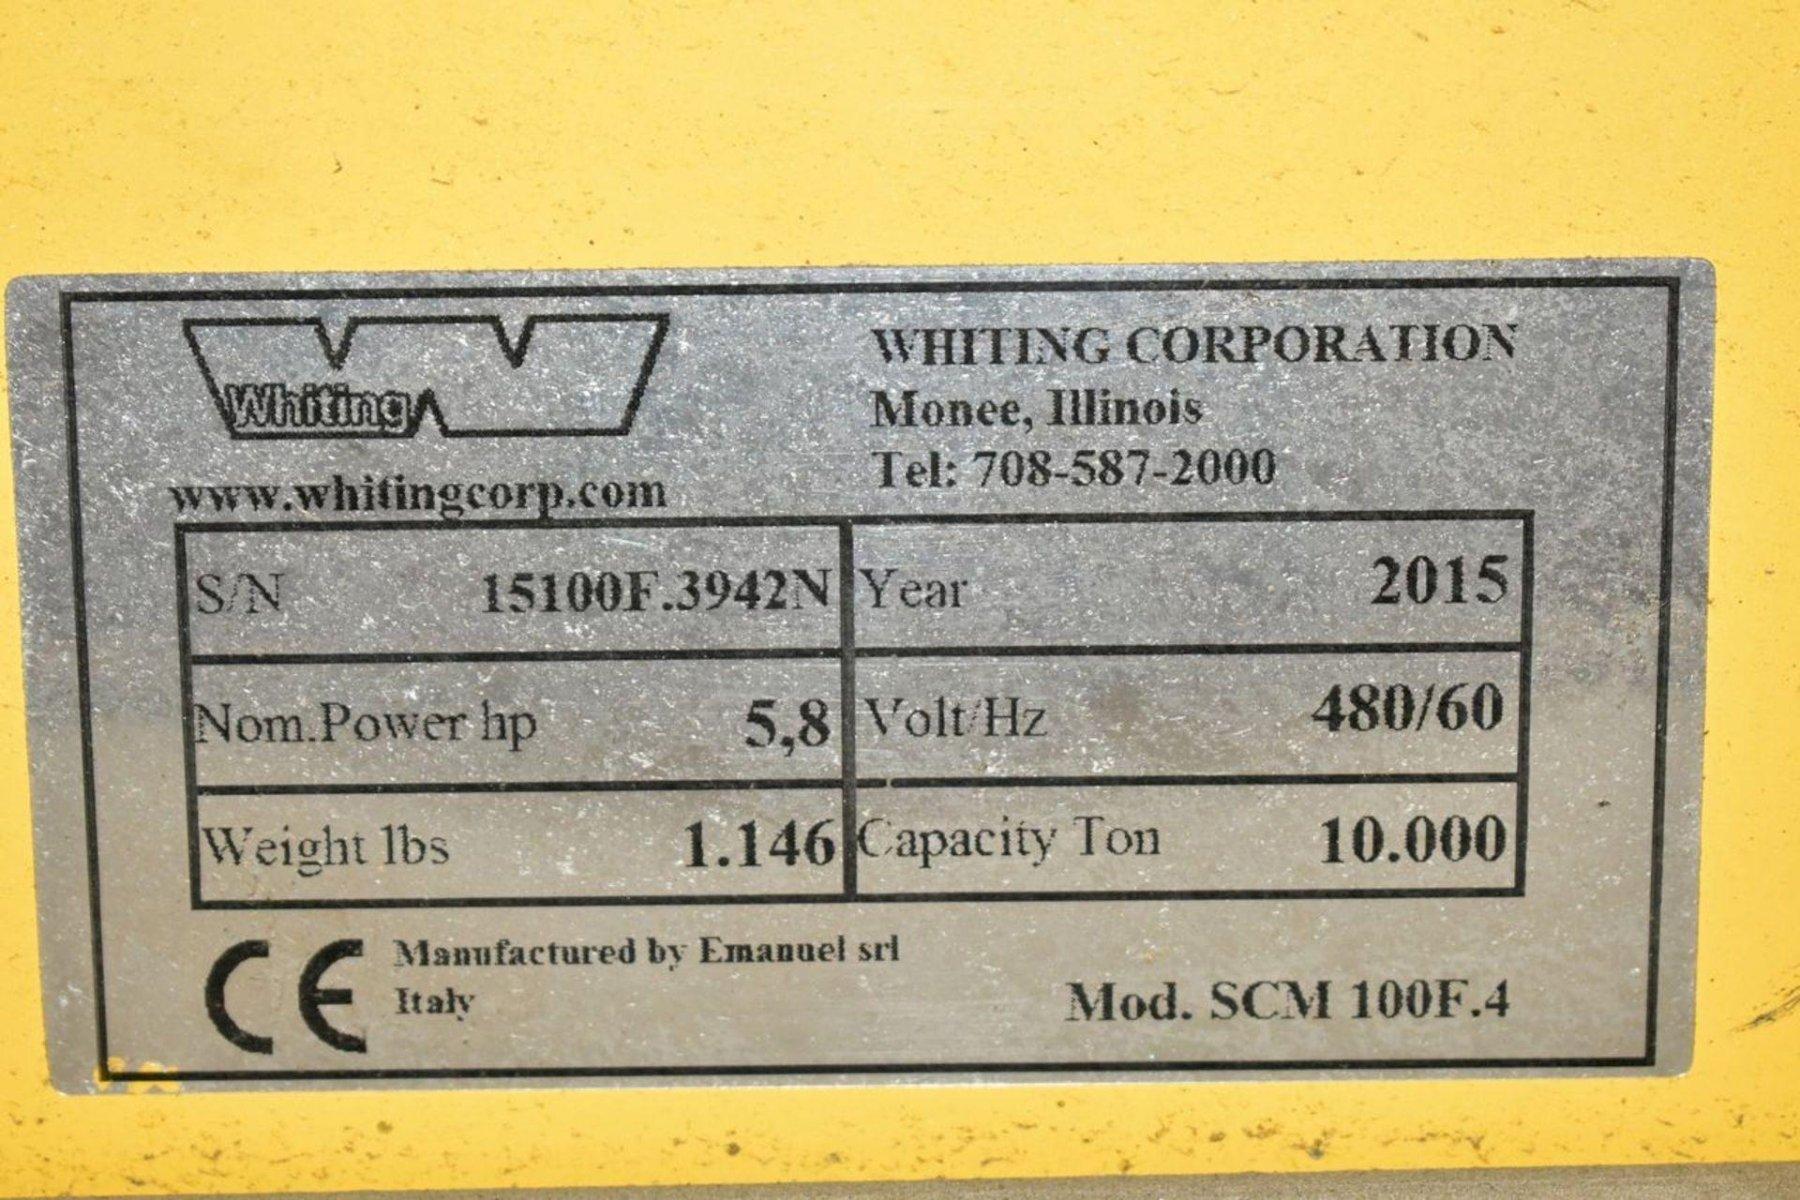 Whiting
www.whitingcorp.com
WHITING CORPORATION
Monee, Illinois
Tel: 708-587-2000
S/N 15100F.3942N Year 2015
Nom.Power hp 5,8 Volt/Hz 480/60
Weight lbs 1.146 Capacity Ton 10.000
CE Manufactured by Emanuel srl
Italy
Mod. SCM 100F.4